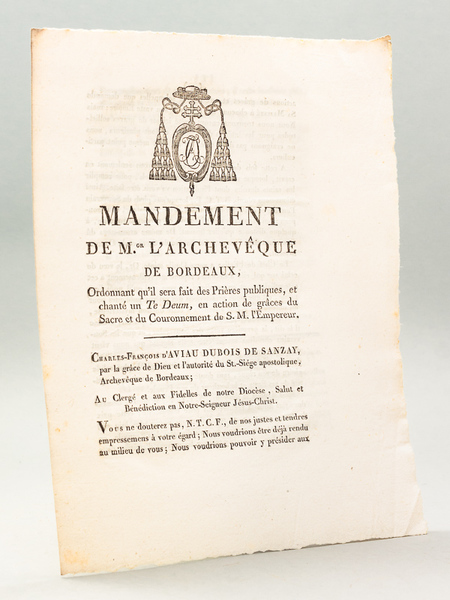 MANDEMENT
DE M.gr L'ARCHEVÊQUE
DE BORDEAUX,
Ordonnant qu'il sera fait des Prières publiques, et
chanté un Te Deum, en action de grâces du
Sacre et du Couronnement de S. M. l'Empereur.
CHARLES-FRANÇOIS D'AVIAU DUBOIS DE SANZAY,
par la grâce de Dieu et l'autorité du St.-Siége apostolique,
Archevêque de Bordeaux;
AU Clergé et aux Fidelles de notre Diocèse, Salut et
Bénédiction en Notre-Seigneur Jésus-Christ.
VOUS ne douterez pas, N. T. C. F., de nos justes et tendres
empressemens à votre égard; Nous voudrions être déjà rendu
au milieu de vous; Nous voudrions pouvoir y présider aux